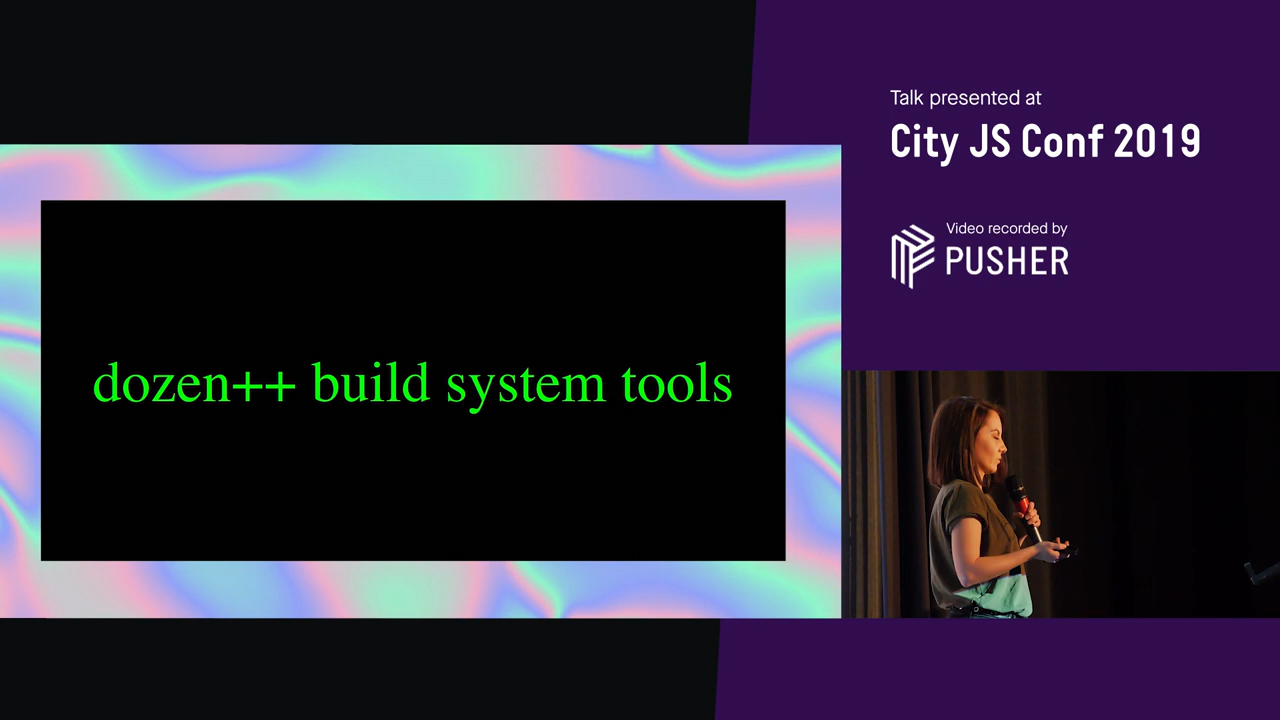 Talk presented at
City JS Conf 2019
Video recorded by
PUSHER
dozen++ build system tools